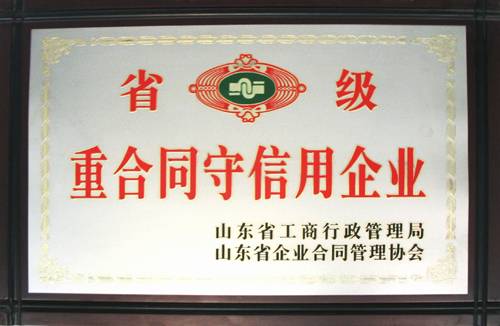 省级
重合同守信用企业
山东省工商行政管理局
山东省企业合同管理协会